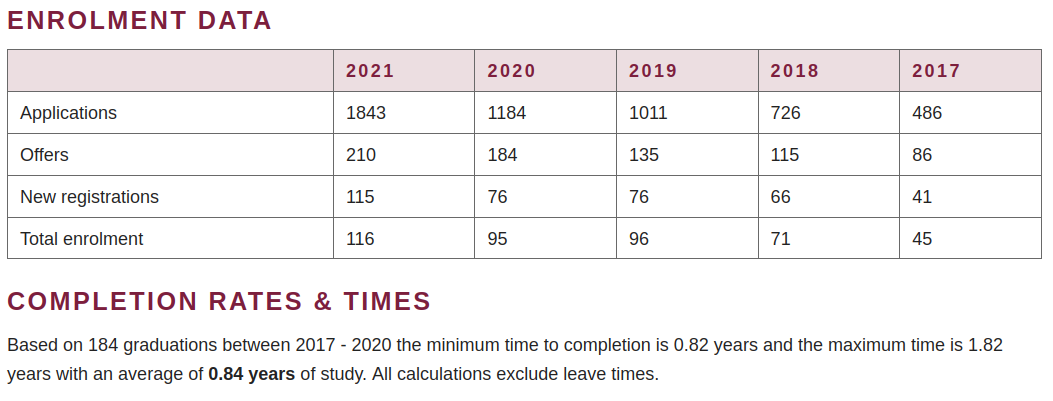 ENROLMENT DATA
2021 2020 2019 2018 2017
Applications 1843 1184 1011 726 486
Offers 210 184 135 115 86
New registrations 115 76 76 66 41
Total enrolment 116 95 96 71 45
COMPLETION RATES & TIMES
Based on 184 graduations between 2017 - 2020 the minimum time to completion is 0.82 years and the maximum time is 1.82
years with an average of 0.84 years of study. All calculations exclude leave times.